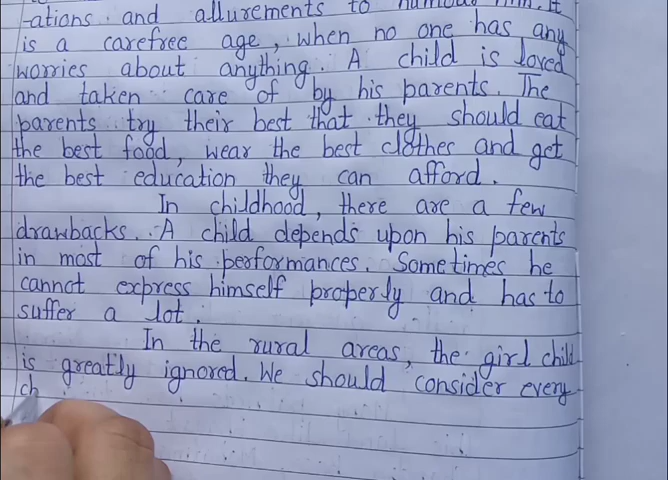 -ations and allurements to humour him. It
is a carefree age, when no one has any
worries about anything. A child is loved
and taken care of by his parents. The
parents try their best that they should eat
the best food, wear the best clothes and get
the best education they can afford.
In childhood, there are a few
drawbacks. A child depends upon his parents
in most of his performances. Sometimes he
cannot express himself properly and has to
suffer a lot.
In the rural areas, the girl child
is greatly ignored. We should consider every
ch